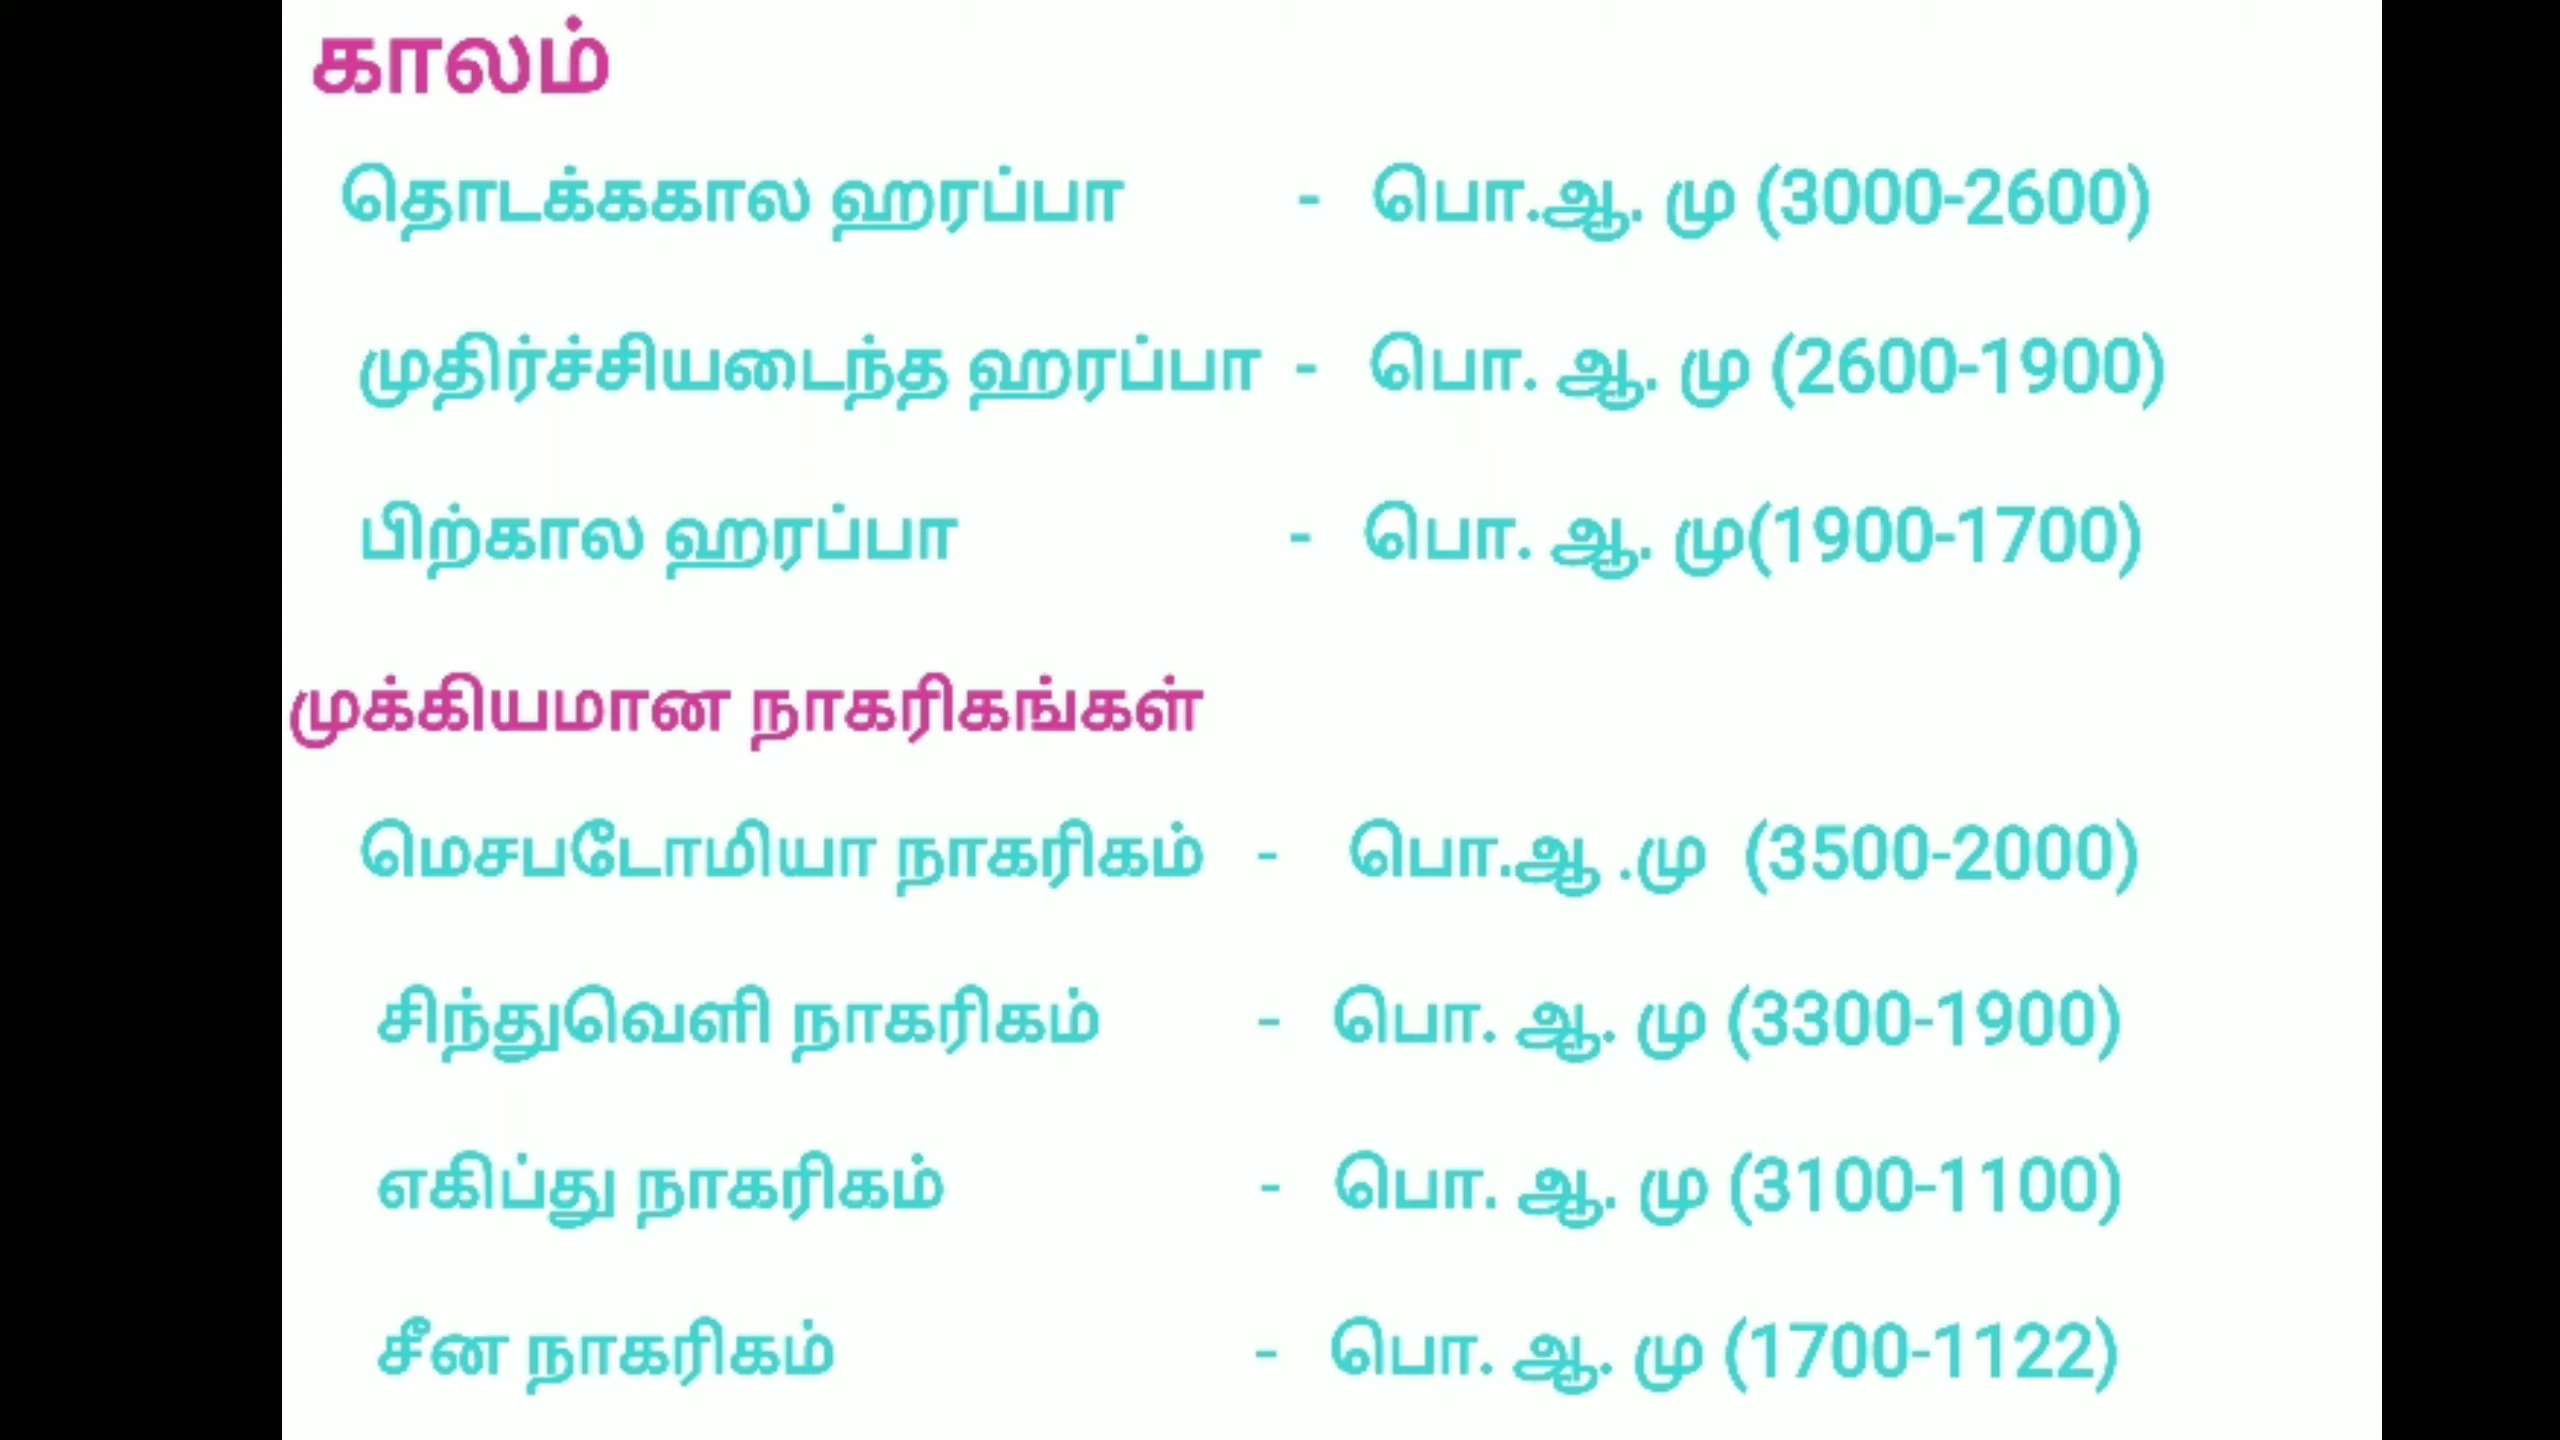 காலம்
தொடக்ககால ஹரப்பா - பொ.ஆ. மு (3000-2600)
முதிர்ச்சியடைந்த ஹரப்பா - பொ. ஆ. மு (2600-1900)
பிற்கால ஹரப்பா - பொ. ஆ. மு(1900-1700)
முக்கியமான நாகரிகங்கள்
மெசபடோமியா நாகரிகம் - பொ.ஆ .மு (3500-2000)
சிந்துவெளி நாகரிகம் - பொ. ஆ. மு (3300-1900)
எகிப்து நாகரிகம் - பொ. ஆ. மு (3100-1100)
சீன நாகரிகம் - பொ. ஆ. மு (1700-1122)